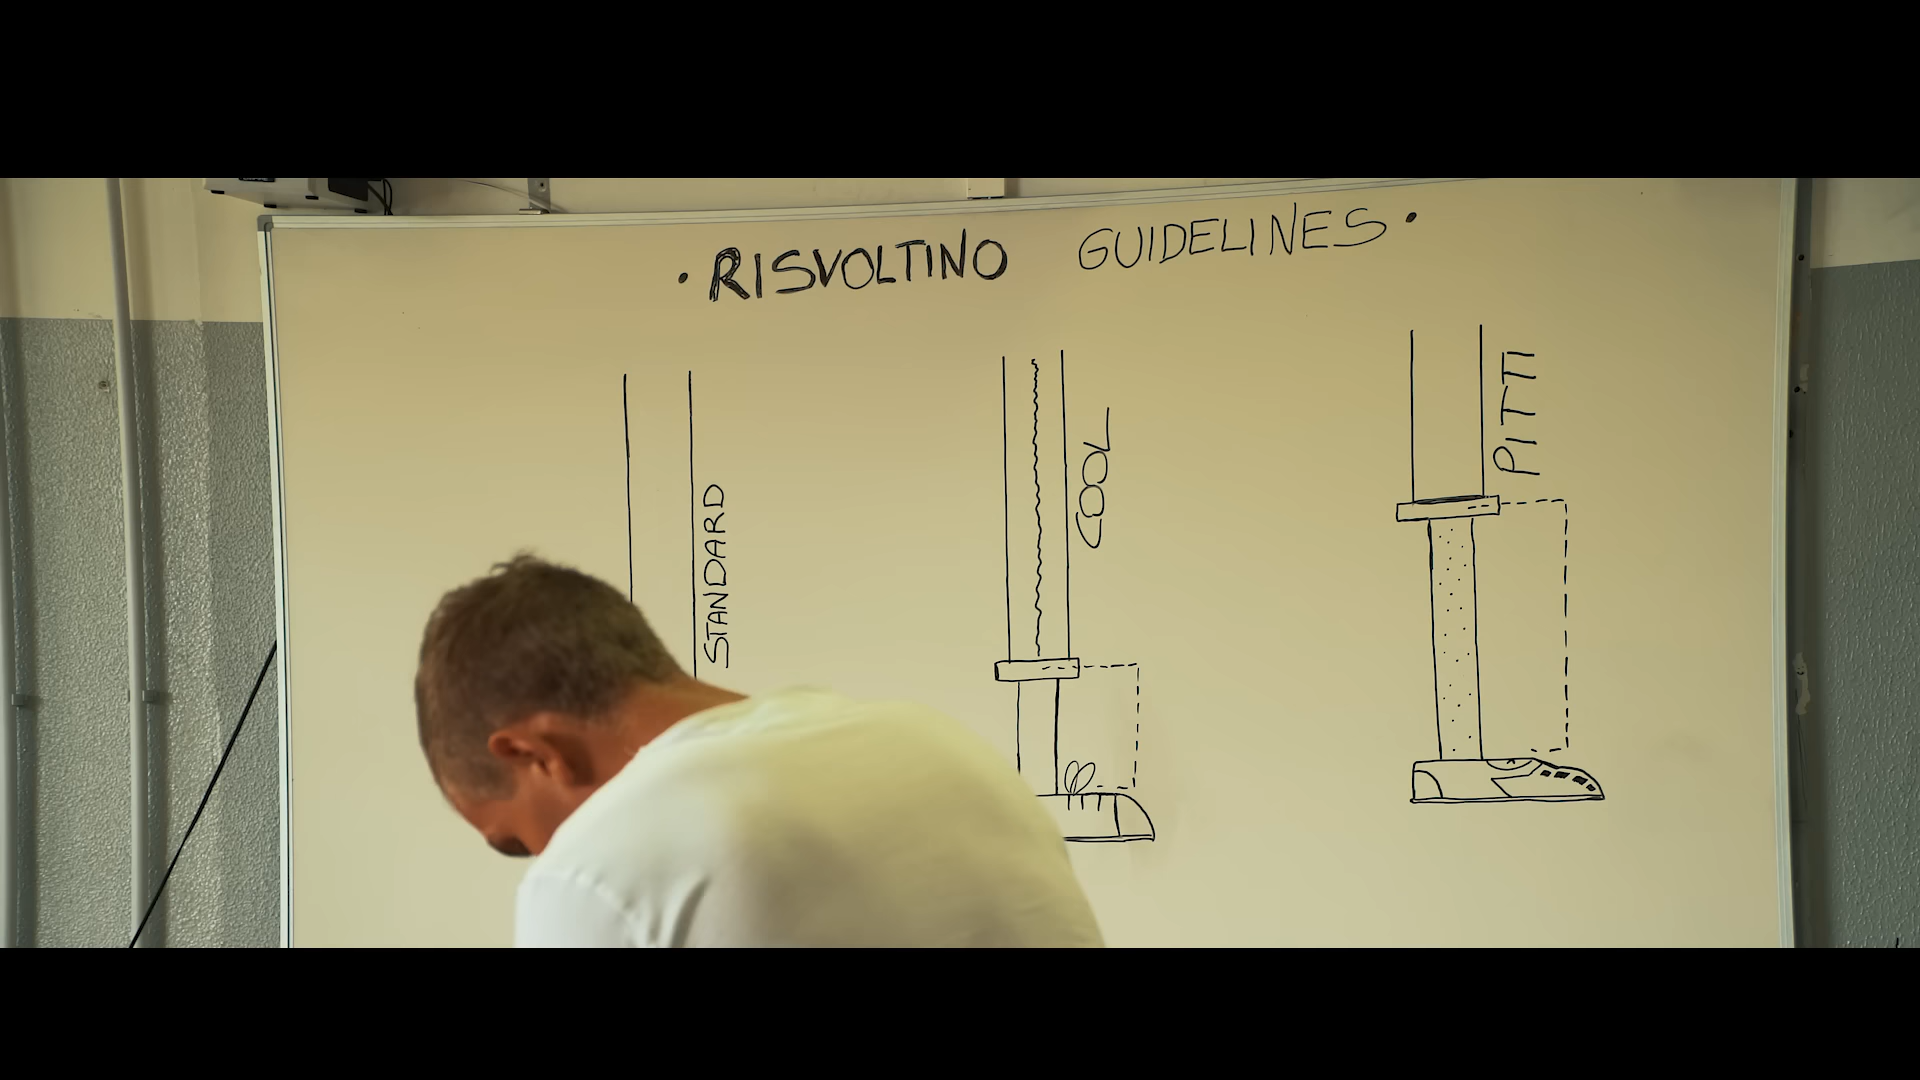 • RISVOLTINO GUIDELINES •
STANDARD
COOL
PITTI